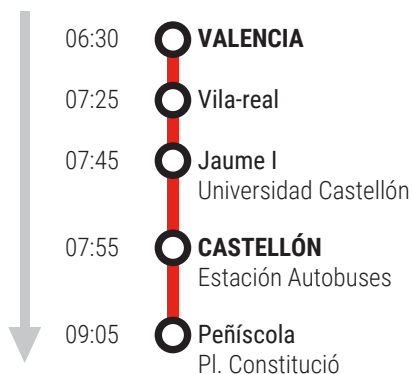 06:30 VALENCIA
07:25 Vila-real
07:45 Jaume I
Universidad Castellón
07:55 CASTELLÓN
Estación Autobuses
09:05 Peñíscola
Pl. Constitució